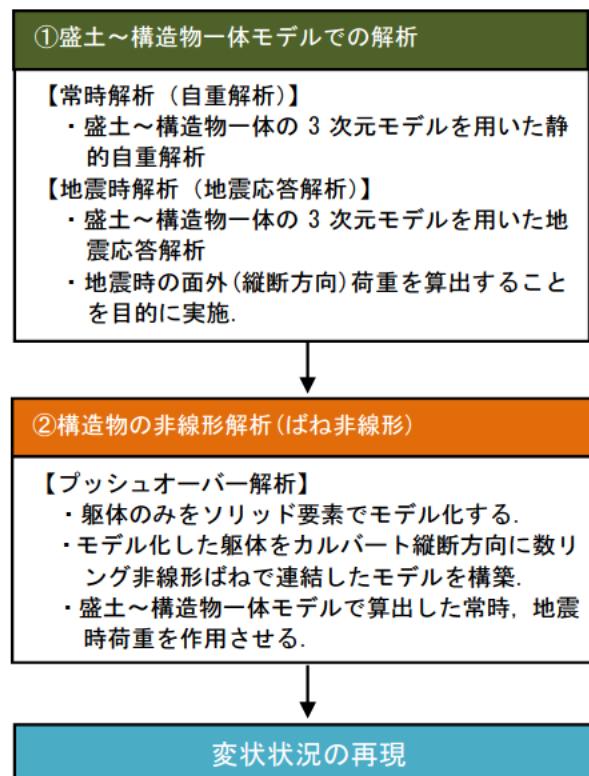 ①盛土～構造物一体モデルでの解析
【常時解析（自重解析）】
・盛土～構造物一体の 3 次元モデルを用いた静
的自重解析
【地震時解析（地震応答解析）】
・盛土～構造物一体の 3 次元モデルを用いた地
震応答解析
・地震時の面外(縦断方向)荷重を算出すること
を目的に実施.
②構造物の非線形解析(ばね非線形)
【プッシュオーバー解析】
・躯体のみをソリッド要素でモデル化する.
・モデル化した躯体をカルバート縦断方向に数リ
ング非線形ばねで連結したモデルを構築.
・盛土～構造物一体モデルで算出した常時，地震
時荷重を作用させる.
変状状況の再現